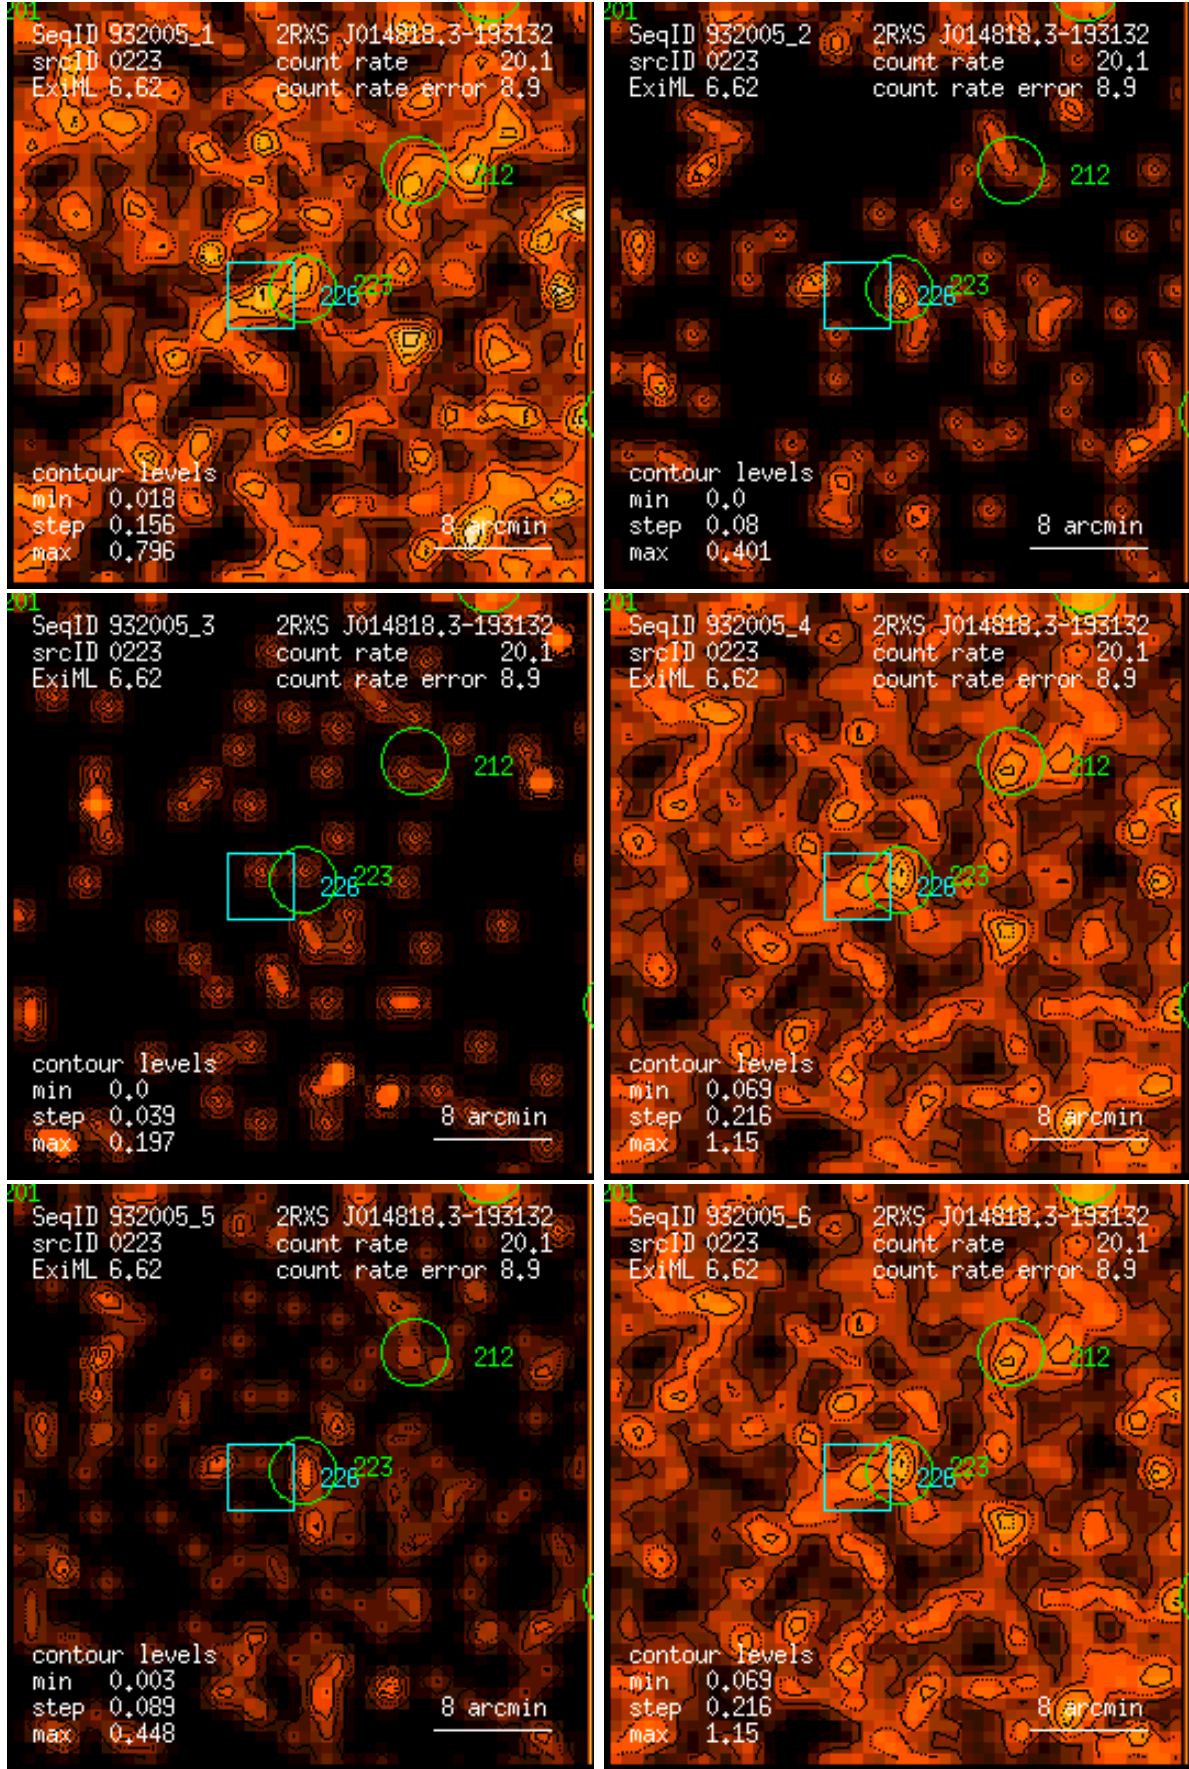 201
SeqID 932005_1 2RXS J014818.3-193132
srcID 0223 count rate 20.1
ExiML 6.62 count rate error 8.9
212
226 223
contour levels
min 0.018
step 0.156
max 0.796
8 arcmin
SeqID 932005_2 2RXS J014818.3-193132
srcID 0223 count rate 20.1
ExiML 6.62 count rate error 8.9
212
226 223
contour levels
min 0.0
step 0.08
max 0.401
8 arcmin
201
SeqID 932005_3 2RXS J014818.3-193132
srcID 0223 count rate 20.1
ExiML 6.62 count rate error 8.9
212
226 223
contour levels
min 0.0
step 0.039
max 0.197
8 arcmin
SeqID 932005_4 2RXS J014818.3-193132
srcID 0223 count rate 20.1
ExiML 6.62 count rate error 8.9
212
226 223
contour levels
min 0.069
step 0.216
max 1.15
8 arcmin
201
SeqID 932005_5 2RXS J014818.3-193132
srcID 0223 count rate 20.1
ExiML 6.62 count rate error 8.9
212
226 223
contour levels
min 0.003
step 0.089
max 0.448
8 arcmin
SeqID 932005_6 2RXS J014818.3-193132
srcID 0223 count rate 20.1
ExiML 6.62 count rate error 8.9
212
226 223
contour levels
min 0.069
step 0.216
max 1.15
8 arcmin